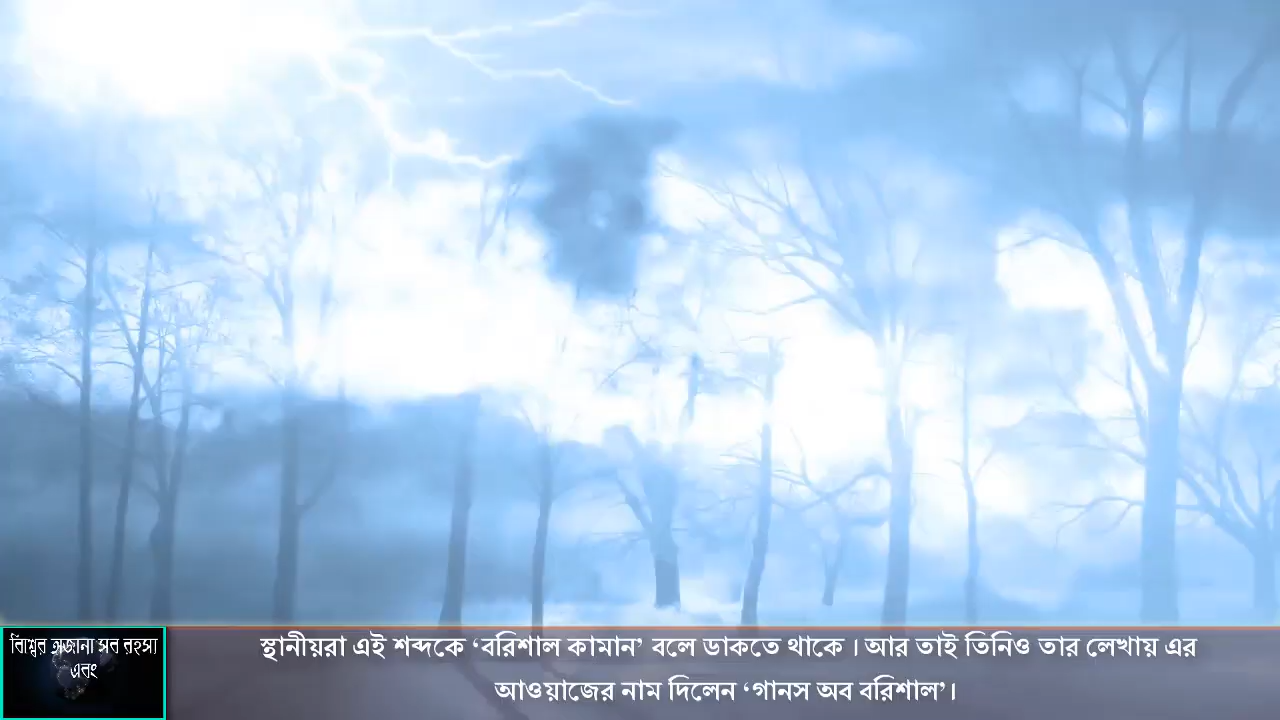 বিশ্বের অজানা সব রহস্য
এবং
স্থানীয়রা এই শব্দকে ‘বরিশাল কামান’ বলে ডাকতে থাকে । আর তাই তিনিও তার লেখায় এর
আওয়াজের নাম দিলেন ‘গানস অব বরিশাল’।